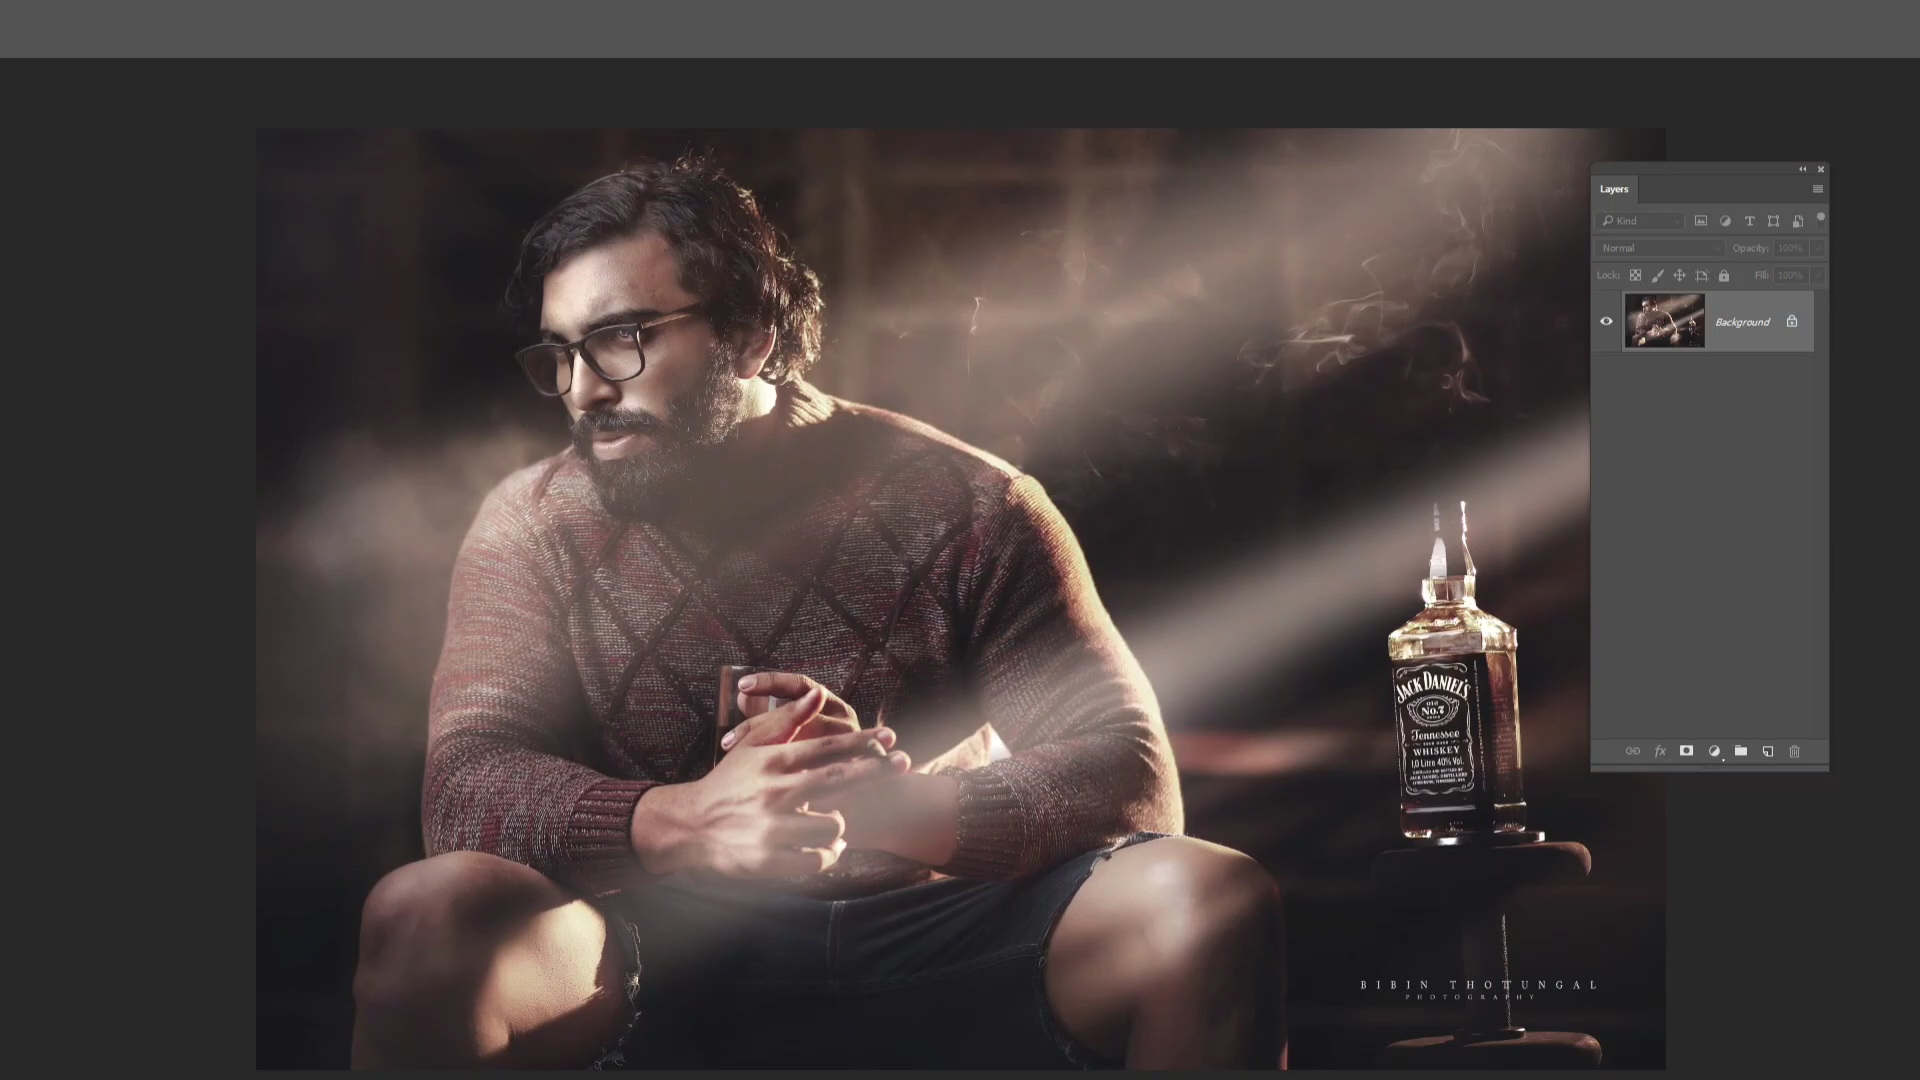 Layers
Kind
Normal
Opacity: 100%
Lock:
Fill: 100%
Background
JACK DANIEL'S
Old
No.7
Tennessee
WHISKEY
1,0 Litre 40% Vol.
BIBIN THOTUNGAL
PHOTOGRAPHY